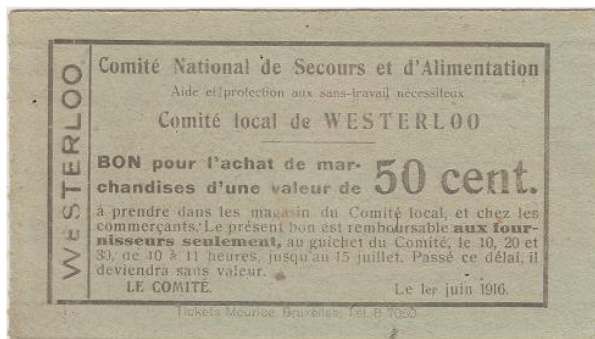 WESTERLOO
Comité National de Secours et d'Alimentation
Aide et protection aux sans-travail nécessiteux
Comité local de WESTERLOO
BON pour l'achat de mar-
chandises d'une valeur de 50 cent.
à prendre dans les magasin du Comité local, et chez les
commerçants. Le présent bon est remboursable aux four-
nisseurs seulement, au guichet du Comité, le 10, 20 et
30, de 10 à 11 heures, jusqu'au 15 juillet. Passé ce délai, il
deviendra sans valeur.
LE COMITÉ. Le 1er juin 1916.
Tickets Meurice, Bruxelles; Tél. B 7050